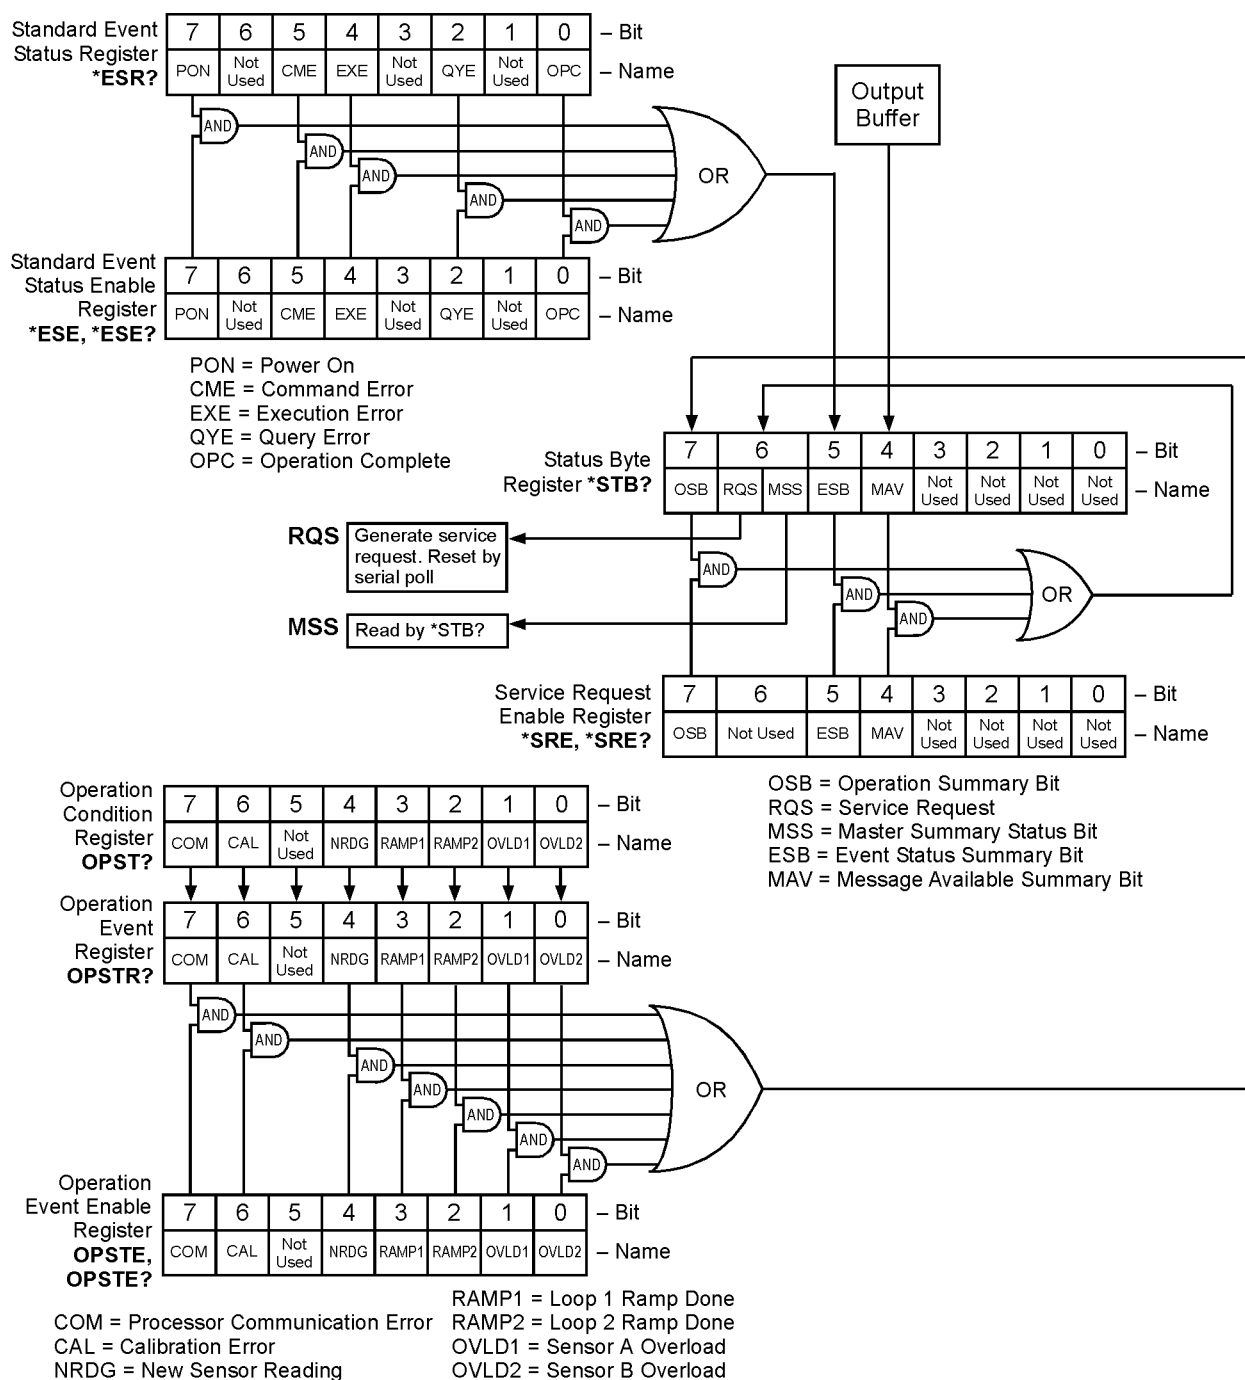 Standard Event
Status Register
*ESR?
7 6 5 4 3 2 1 0 – Bit
PON Not Used CME EXE Not Used QYE Not Used OPC – Name
AND
AND
AND
AND
AND
OR
Output
Buffer
Standard Event
Status Enable
Register
*ESE, *ESE?
7 6 5 4 3 2 1 0 – Bit
PON Not Used CME EXE Not Used QYE Not Used OPC – Name
PON = Power On
CME = Command Error
EXE = Execution Error
QYE = Query Error
OPC = Operation Complete
Status Byte
Register *STB?
7 6 5 4 3 2 1 0 – Bit
OSB RQS MSS ESB MAV Not Used Not Used Not Used Not Used – Name
RQS
Generate service
request. Reset by
serial poll
MSS
Read by *STB?
AND
AND
AND
OR
Service Request
Enable Register
*SRE, *SRE?
7 6 5 4 3 2 1 0 – Bit
OSB Not Used ESB MAV Not Used Not Used Not Used Not Used – Name
OSB = Operation Summary Bit
RQS = Service Request
MSS = Master Summary Status Bit
ESB = Event Status Summary Bit
MAV = Message Available Summary Bit
Operation
Condition
Register
OPST?
7 6 5 4 3 2 1 0 – Bit
COM CAL Not Used NRDG RAMP1 RAMP2 OVLD1 OVLD2 – Name
Operation
Event
Register
OPSTR?
7 6 5 4 3 2 1 0 – Bit
COM CAL Not Used NRDG RAMP1 RAMP2 OVLD1 OVLD2 – Name
AND
AND
AND
AND
AND
AND
AND
OR
Operation
Event Enable
Register
OPSTE,
OPSTE?
7 6 5 4 3 2 1 0 – Bit
COM CAL Not Used NRDG RAMP1 RAMP2 OVLD1 OVLD2 – Name
COM = Processor Communication Error
CAL = Calibration Error
NRDG = New Sensor Reading
RAMP1 = Loop 1 Ramp Done
RAMP2 = Loop 2 Ramp Done
OVLD1 = Sensor A Overload
OVLD2 = Sensor B Overload